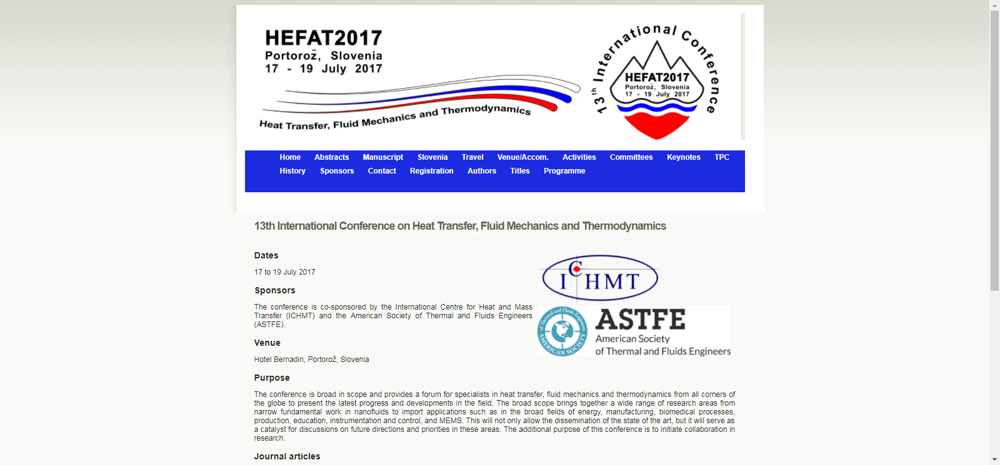 HEFAT2017
Portorož, Slovenia
17 - 19 July 2017
Heat Transfer, Fluid Mechanics and Thermodynamics
13th International Conference
HEFAT2017
Portorož, Slovenia
17 - 19 July 2017
Home Abstracts Manuscript Slovenia Travel Venue/Accom. Activities Committees Keynotes TPC
History Sponsors Contact Registration Authors Titles Programme
13th International Conference on Heat Transfer, Fluid Mechanics and Thermodynamics
Dates
17 to 19 July 2017
Sponsors
The conference is co-sponsored by the International Centre for Heat and Mass
Transfer (ICHMT) and the American Society of Thermal and Fluids Engineers
(ASTFE).
ICHMT
of Thermal and Fluids Engineers
AMERICAN SOCIETY
ASTFE
American Society
of Thermal and Fluids Engineers
Venue
Hotel Bernadin, Portorož, Slovenia
Purpose
The conference is broad in scope and provides a forum for specialists in heat transfer, fluid mechanics and thermodynamics from all corners of
the globe to present the latest progress and developments in the field. The broad scope brings together a wide range of research areas from
narrow fundamental work in nanofluids to import applications such as in the broad fields of energy, manufacturing, biomedical processes,
production, education, instrumentation and control, and MEMS. This will not only allow the dissemination of the state of the art, but it will serve as
a catalyst for discussions on future directions and priorities in these areas. The additional purpose of this conference is to initiate collaboration in
research.
Journal articles